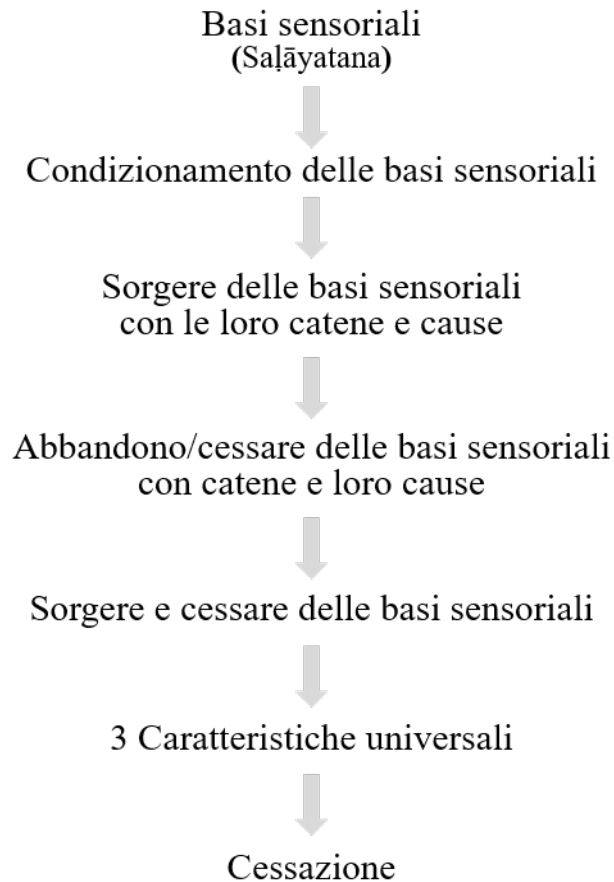 Basi sensoriali
(Saḷāyatana)
Condizionamento delle basi sensoriali
Sorgere delle basi sensoriali
con le loro catene e cause
Abbandono/cessare delle basi sensoriali
con catene e loro cause
Sorgere e cessare delle basi sensoriali
3 Caratteristiche universali
Cessazione